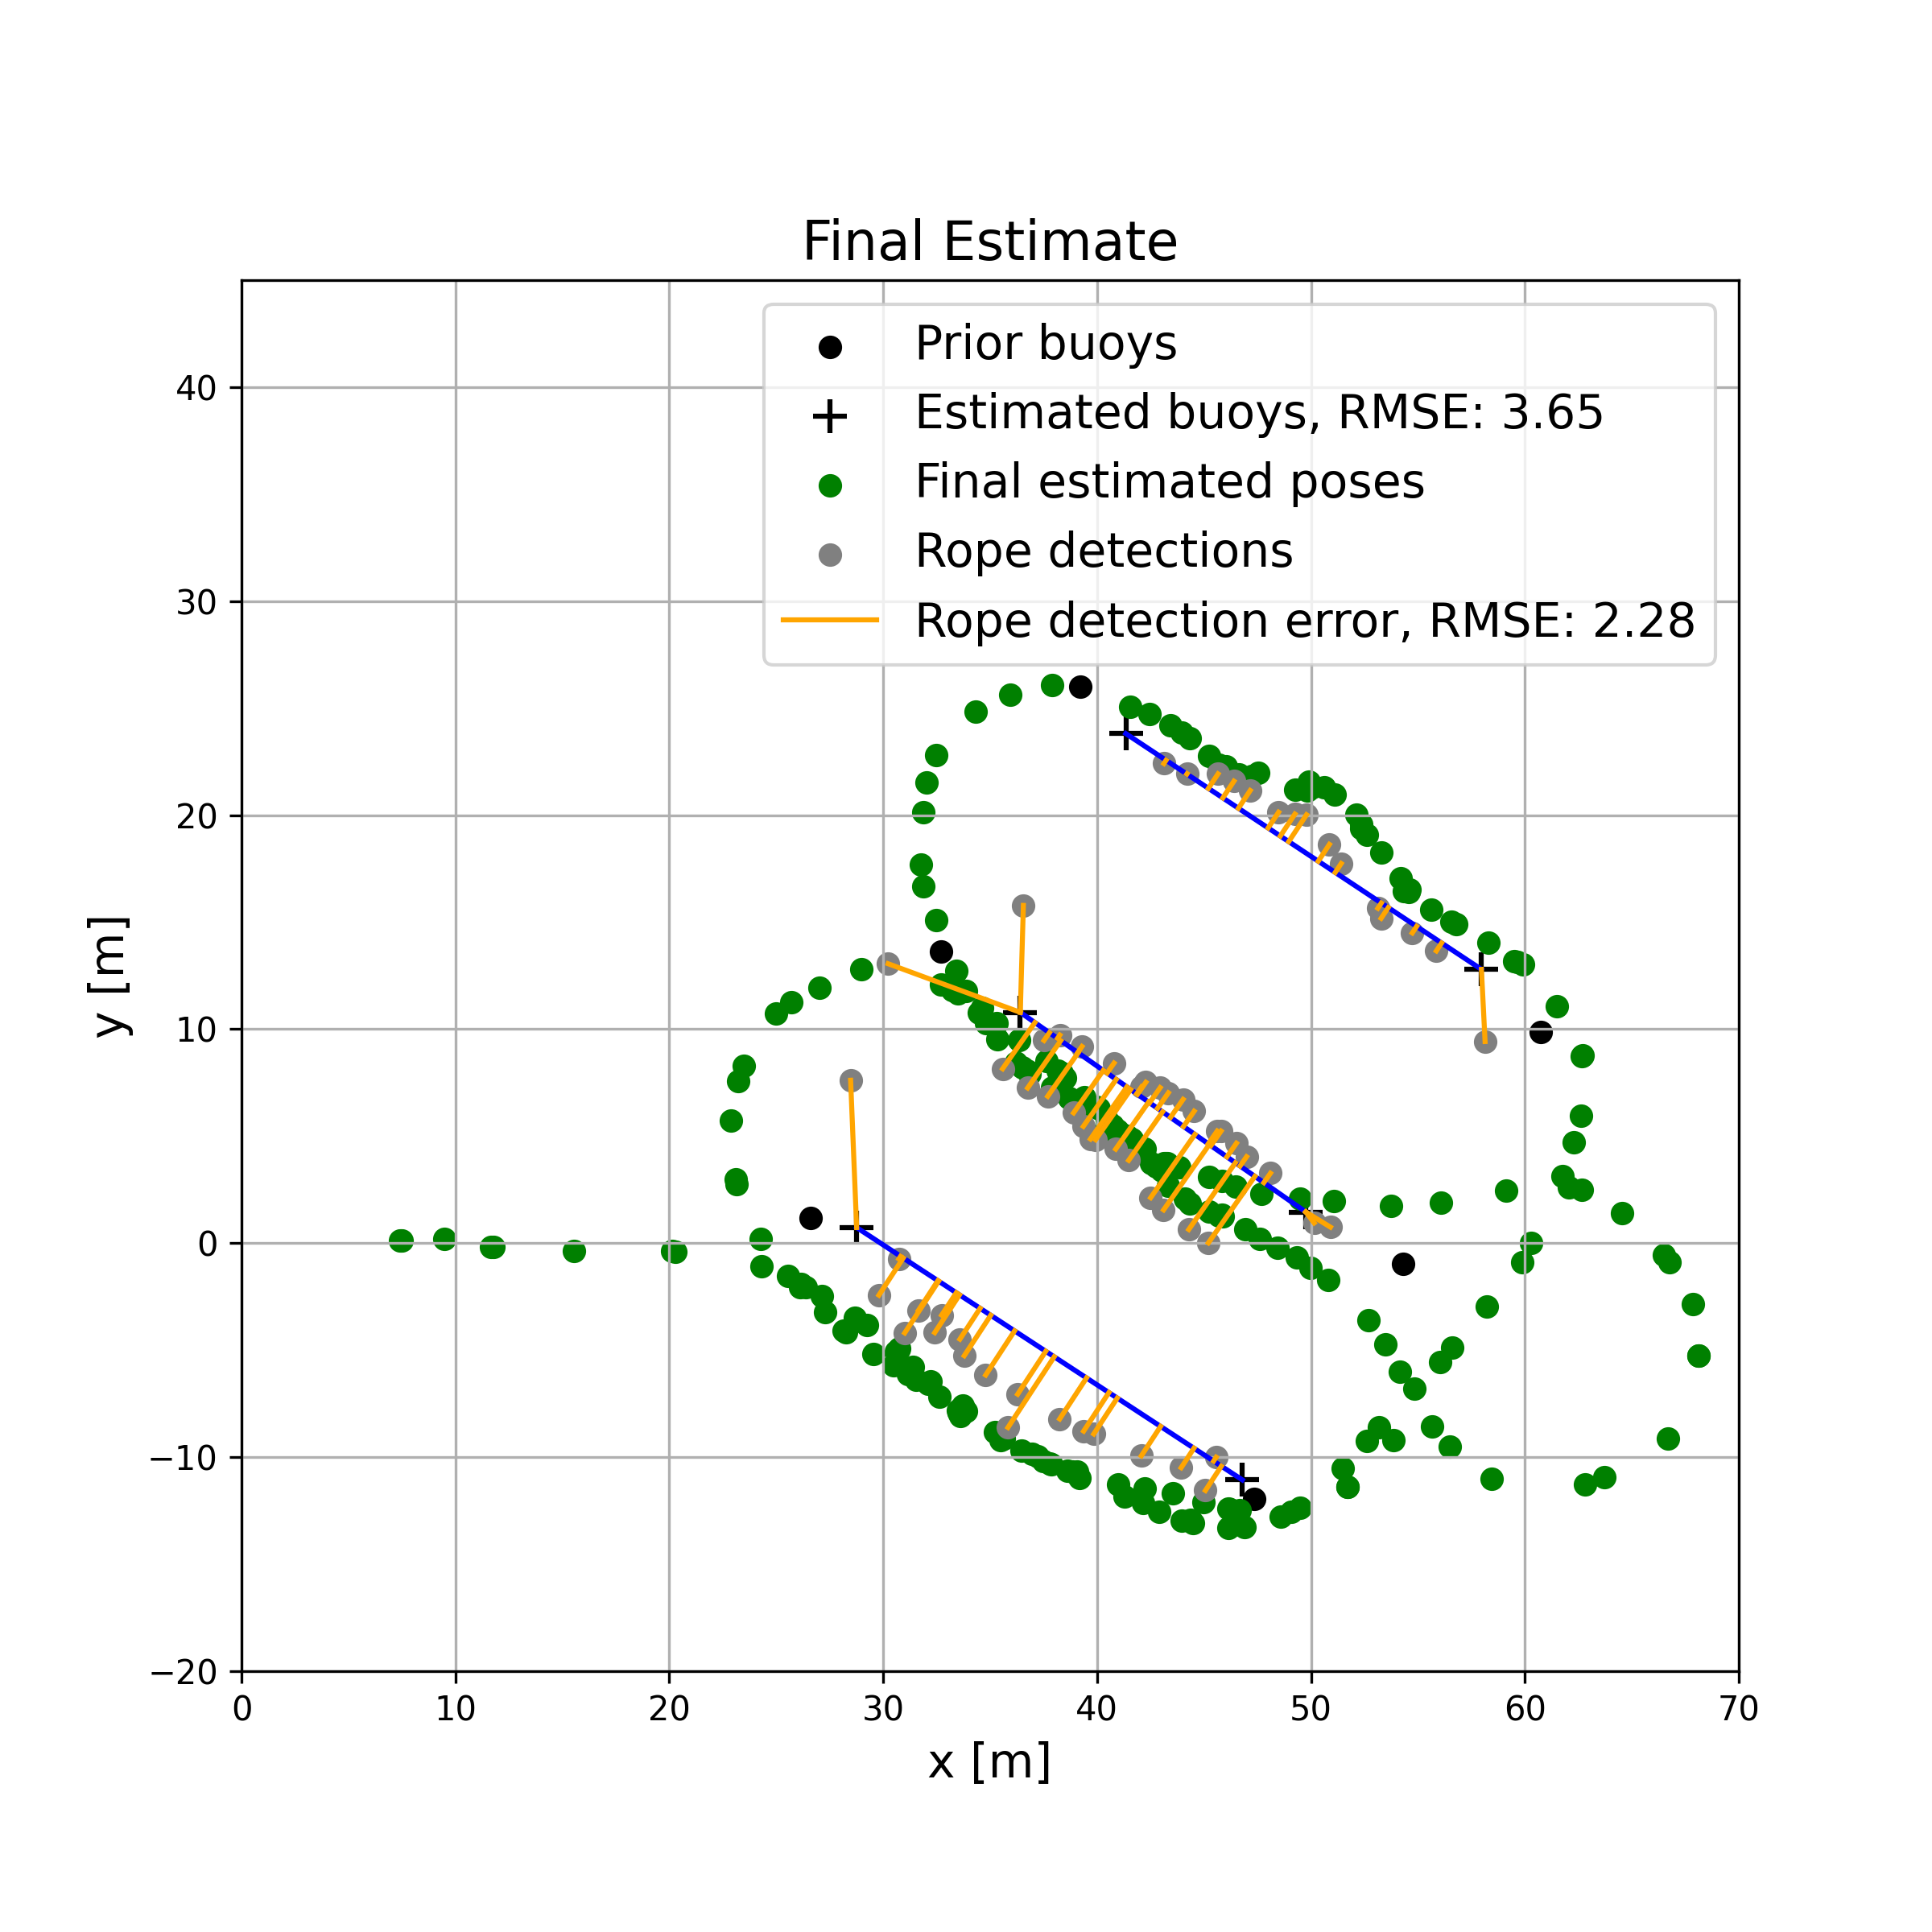 Final Estimate
Prior buoys
Estimated buoys, RMSE: 3.65
Final estimated poses
Rope detections
Rope detection error, RMSE: 2.28
y [m]
40
30
20
10
0
−10
−20
0 10 20 30 40 50 60 70
x [m]